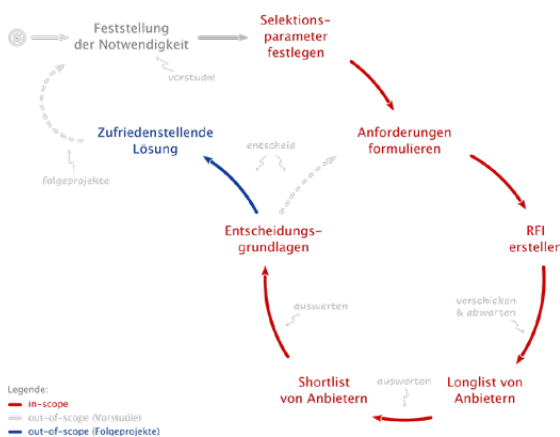 Feststellung
der Notwendigkeit
Selektions-
parameter
festlegen
vorstudie
Zufriedenstellende
Lösung
entscheid
Anforderungen
formulieren
folgeprojekte
Entscheidungs-
grundlagen
RFI
erstellen
auswerten
verschicken
& abwarten
Shortlist
von Anbietern
auswerten
Longlist von
Anbietern
Legende:
in-scope
out-of-scope (Vorstudie)
out-of-scope (Folgeprojekte)